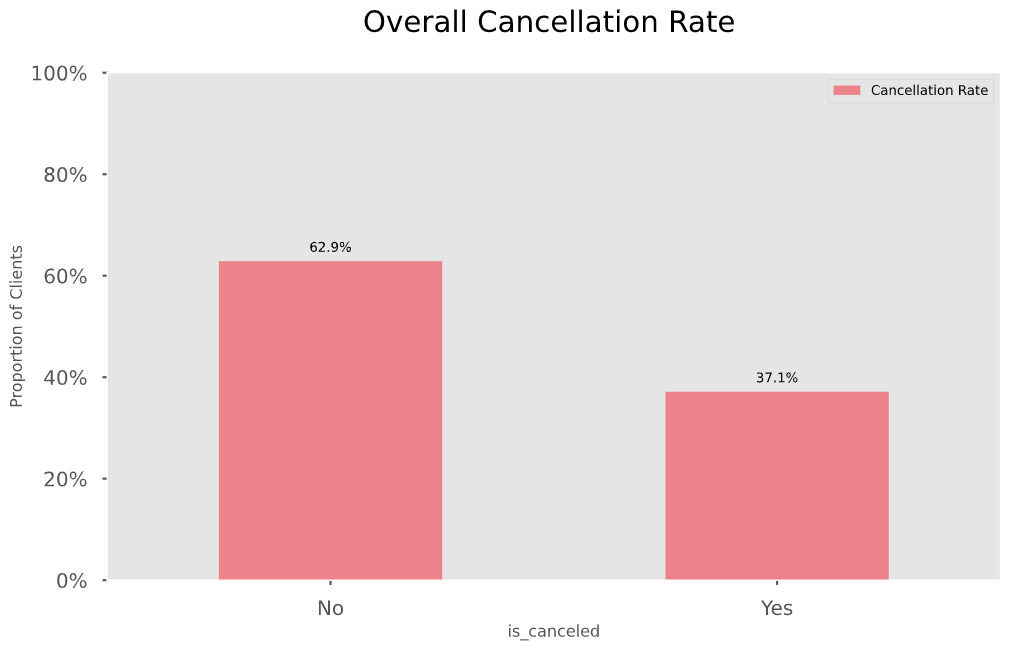 Overall Cancellation Rate
100%
Cancellation Rate
80%
62.9%
60%
Proportion of Clients
40%
37.1%
20%
0%
No
Yes
is_canceled